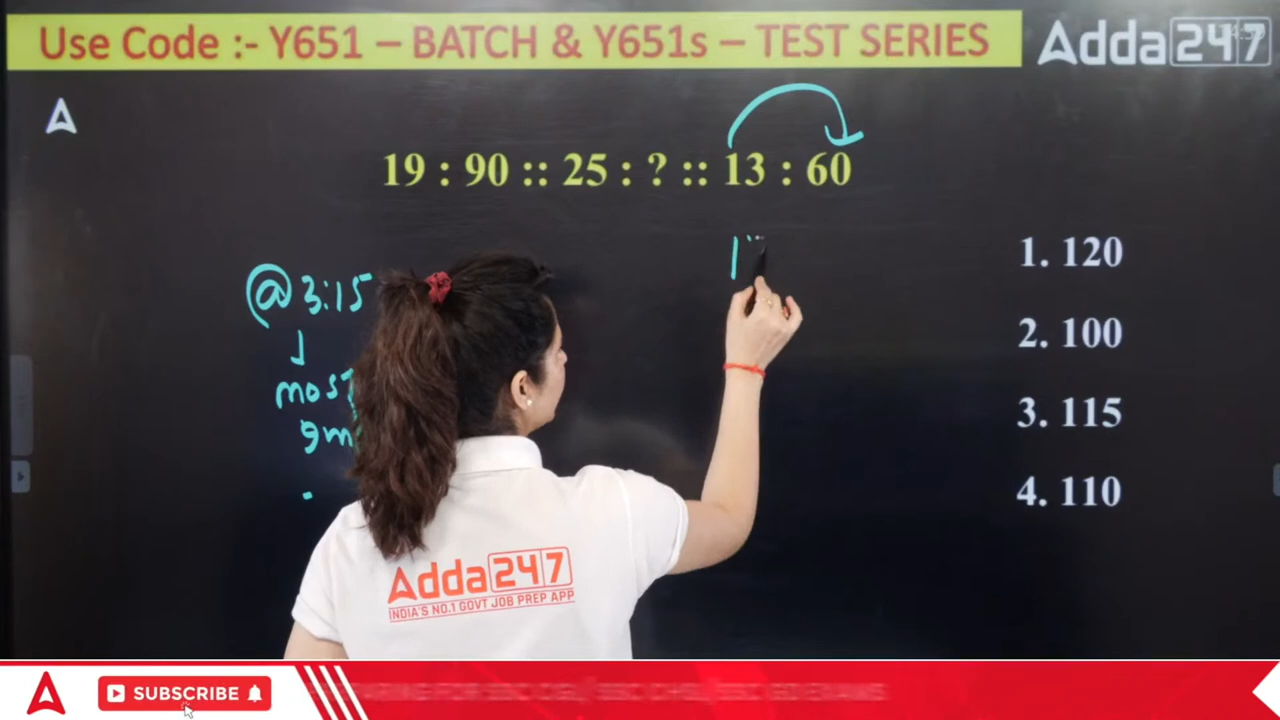 Use Code :- Y651 – BATCH & Y651s – TEST SERIES
Adda247
19 : 90 :: 25 : ? :: 13 : 60
1. 120
2. 100
3. 115
4. 110
@ 3:15
Adda247
INDIA'S NO.1 GOVT JOB PREP APP
SUBSCRIBE